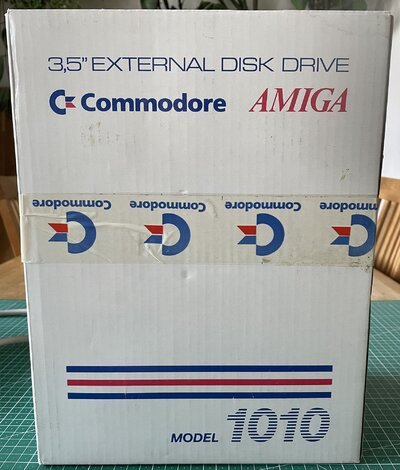 3,5" EXTERNAL DISK DRIVE
Commodore AMIGA
Commodore Commodore Commodore Commodore
MODEL 1010